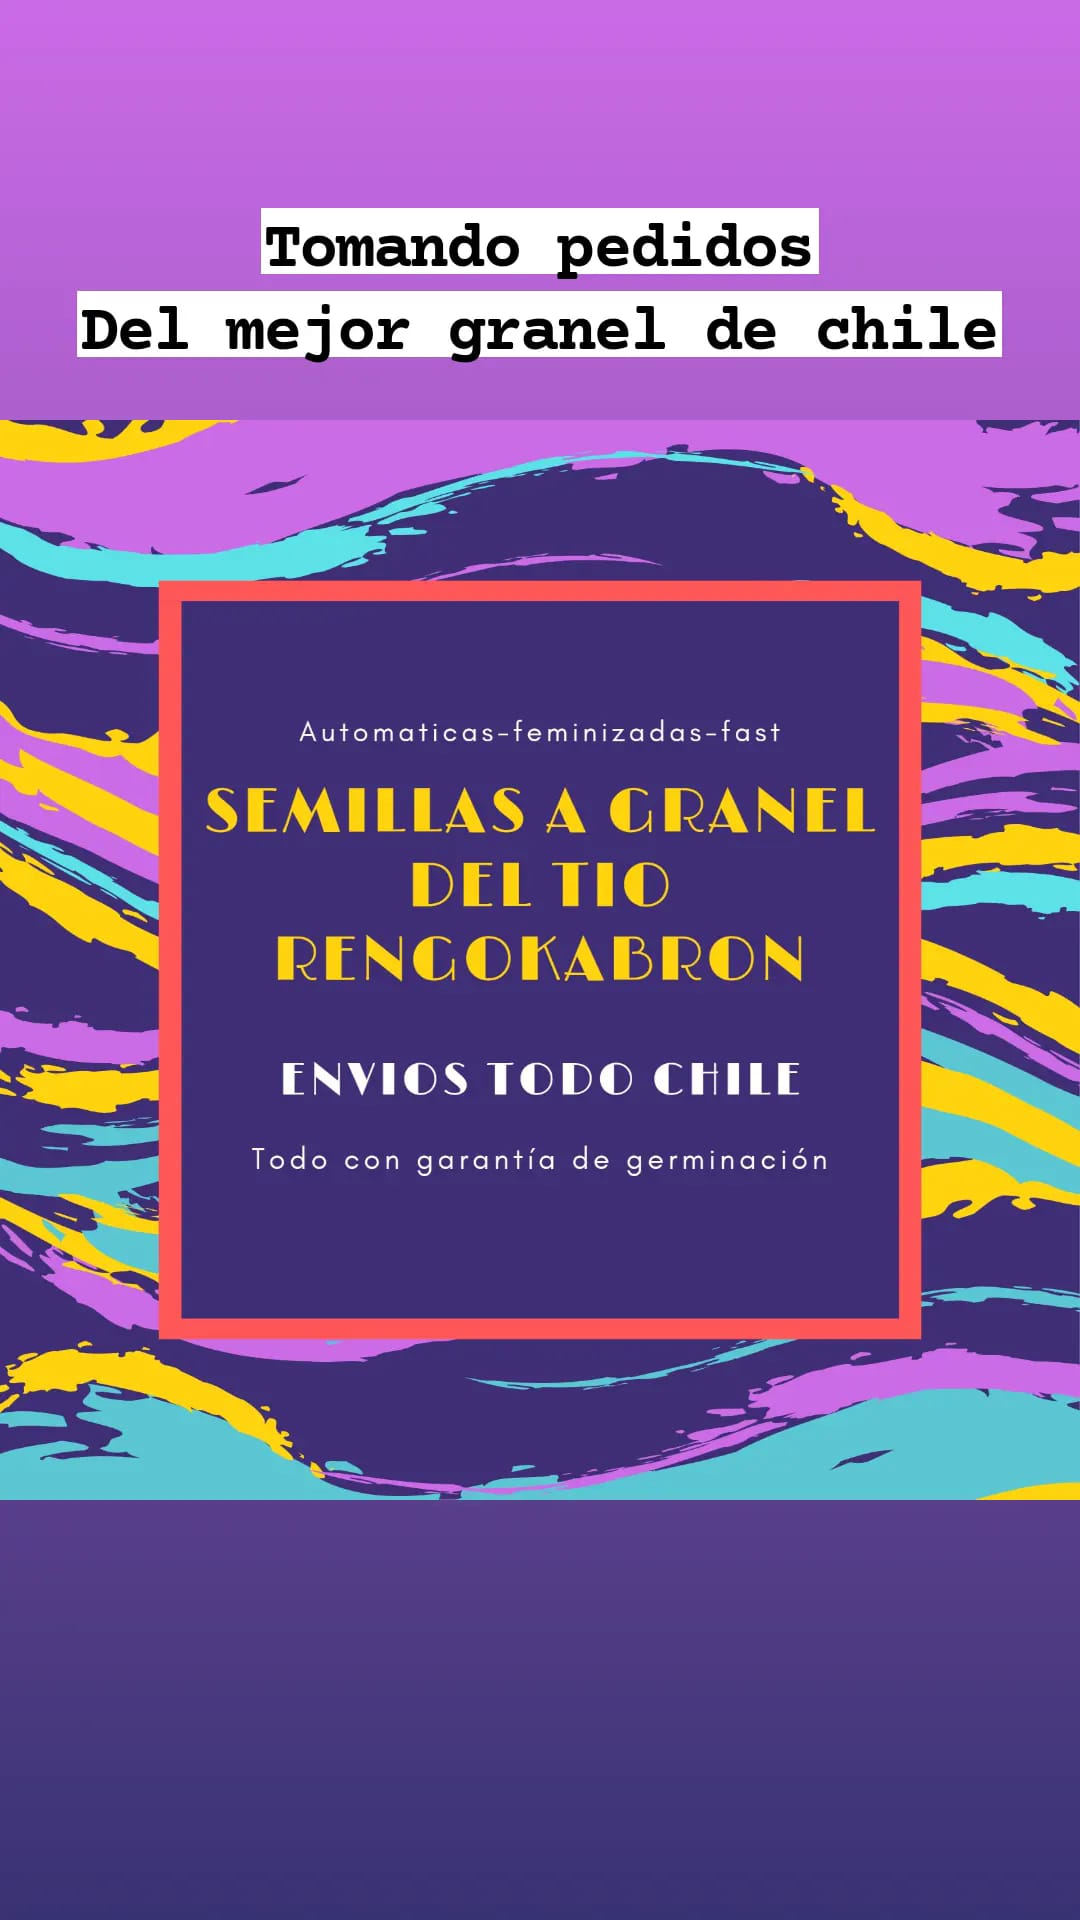 Tomando pedidos
Del mejor granel de chile
Automaticas-feminizadas-fast
SEMILLAS A GRANEL
DEL TIO
RENGOKABRON
ENVIOS TODO CHILE
Todo con garantía de germinación